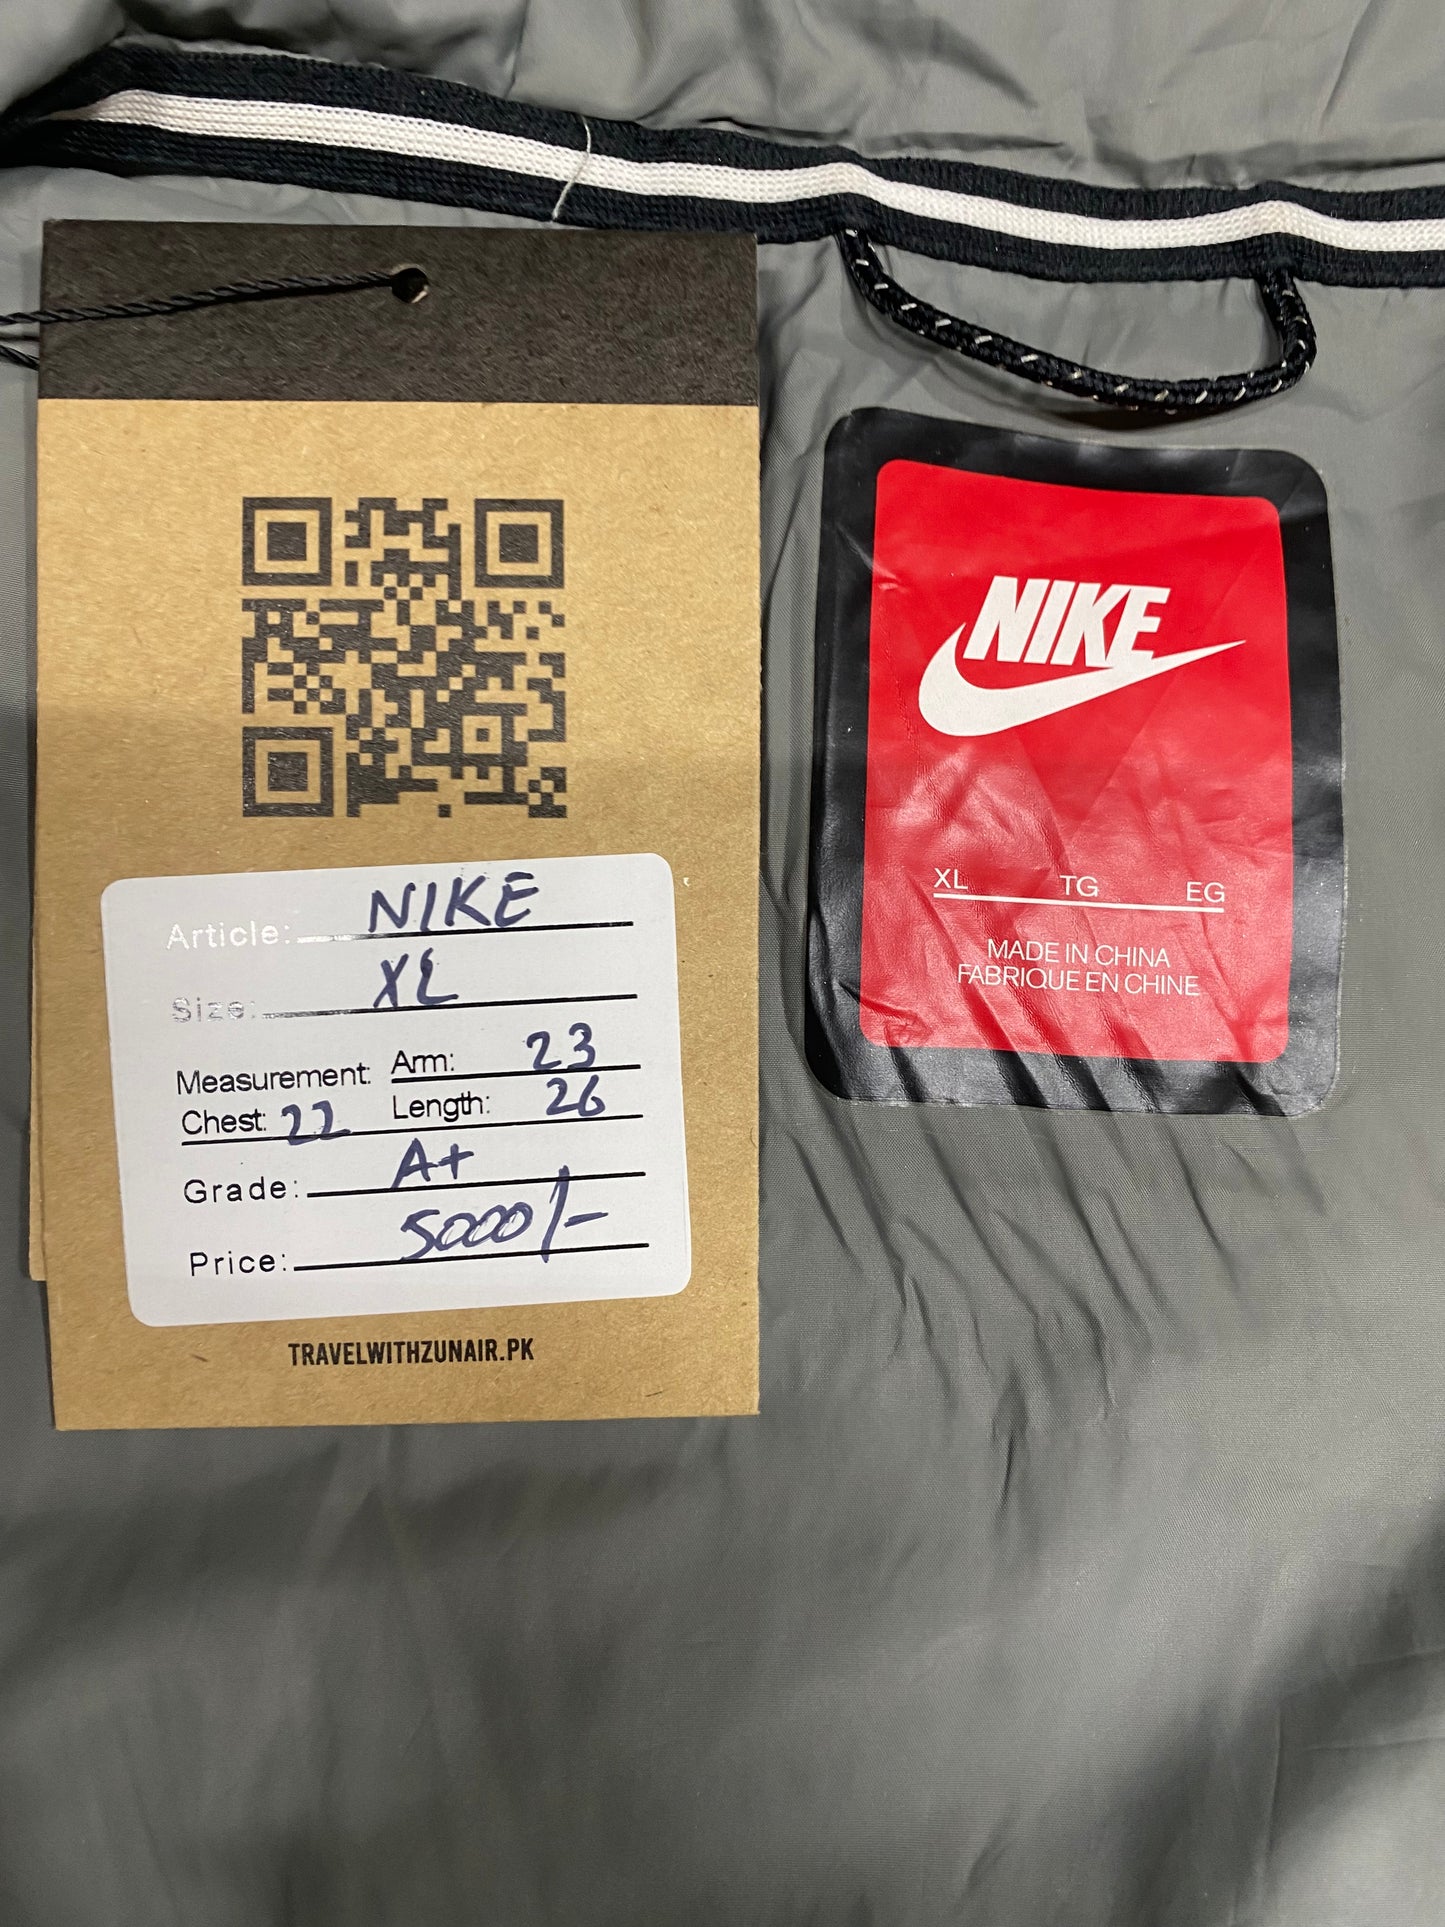 Article: NIKE
Size: XL
Measurement: Arm: 23
Chest: 22 Length: 26
Grade: A+
Price: 5000/-
TRAVELWITHZUNAIR.PK
NIKE
XL TG EG
MADE IN CHINA
FABRIQUE EN CHINE